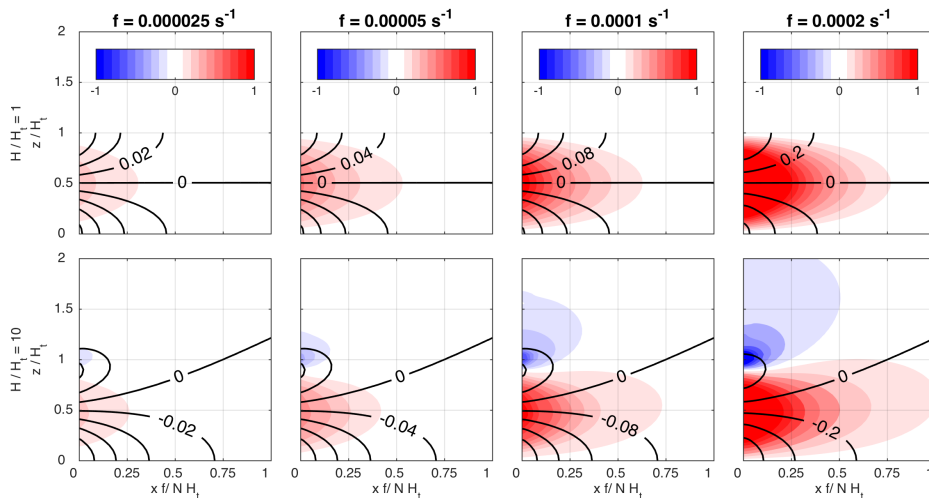 f = 0.000025 s⁻¹
f = 0.00005 s⁻¹
f = 0.0001 s⁻¹
f = 0.0002 s⁻¹
H / Hₜ = 1
z / Hₜ
2
1.5
1
0.5
0
-1 0 1
-1 0 1
-1 0 1
-1 0 1
0.02
0
0.04
0
0.08
0
0.2
0
H / Hₜ = 10
z / Hₜ
2
1.5
1
0.5
0
0
-0.02
0
-0.04
0
-0.08
0
-0.2
0 0.25 0.5 0.75 1
0 0.25 0.5 0.75 1
0 0.25 0.5 0.75 1
0 0.25 0.5 0.75 1
x f/ N Hₜ
x f/ N Hₜ
x f/ N Hₜ
x f/ N Hₜ